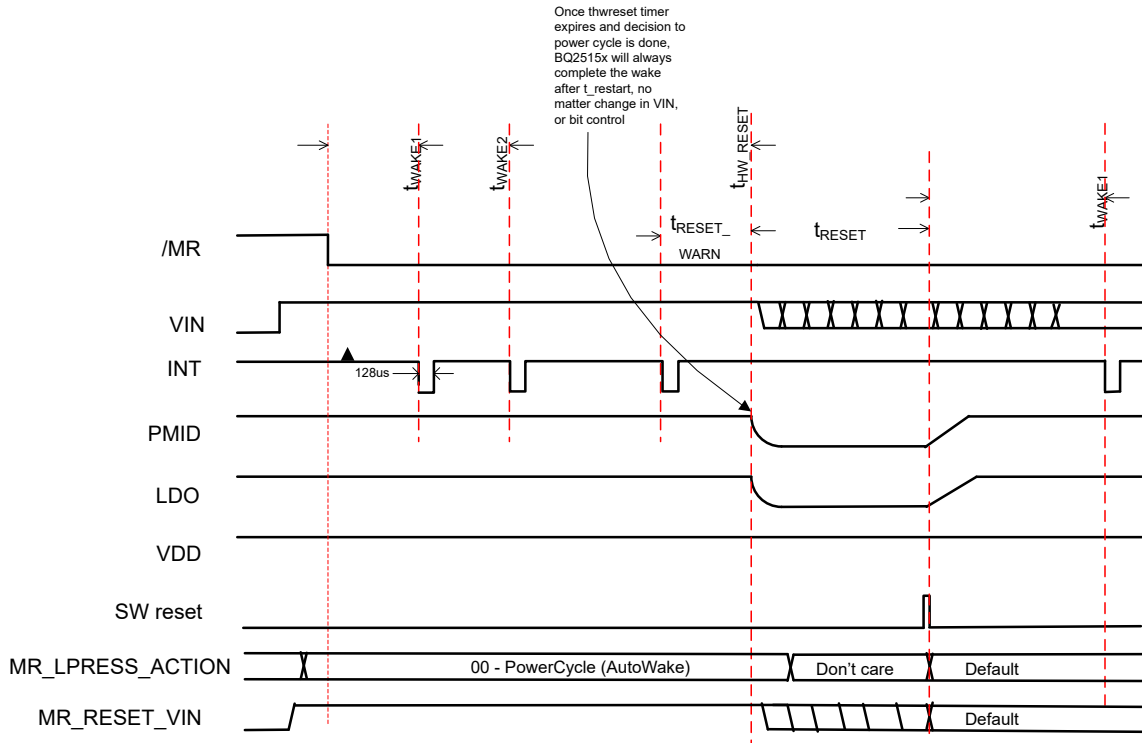 Once thwreset timer
expires and decision to
power cycle is done,
BQ2515x will always
complete the wake
after t_restart, no
matter change in VIN,
or bit control
tWAKE1
tWAKE2
tHW_RESET
tWAKE1
tRESET_
WARN
tRESET
/MR
VIN
INT
128us
PMID
LDO
VDD
SW reset
MR_LPRESS_ACTION
00 - PowerCycle (AutoWake)
Don't care
Default
MR_RESET_VIN
Default